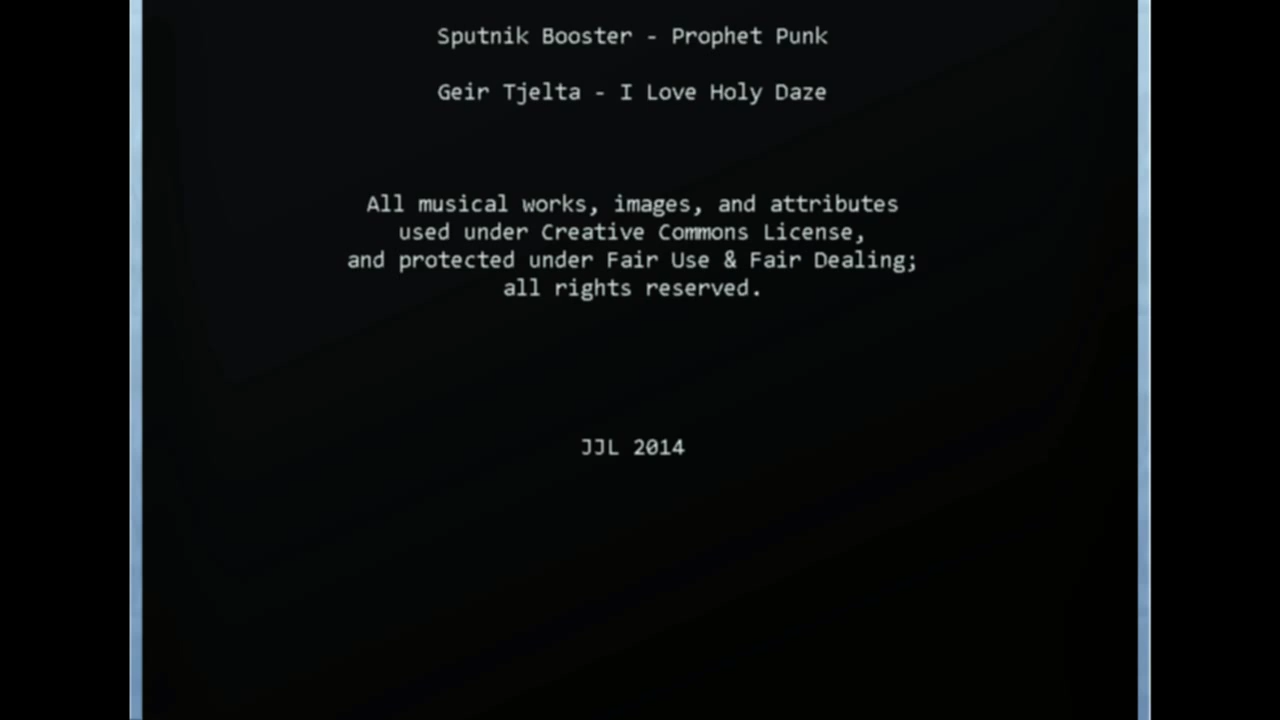 Sputnik Booster - Prophet Punk
Geir Tjelta - I Love Holy Daze
All musical works, images, and attributes
used under Creative Commons License,
and protected under Fair Use & Fair Dealing;
all rights reserved.
JJL 2014